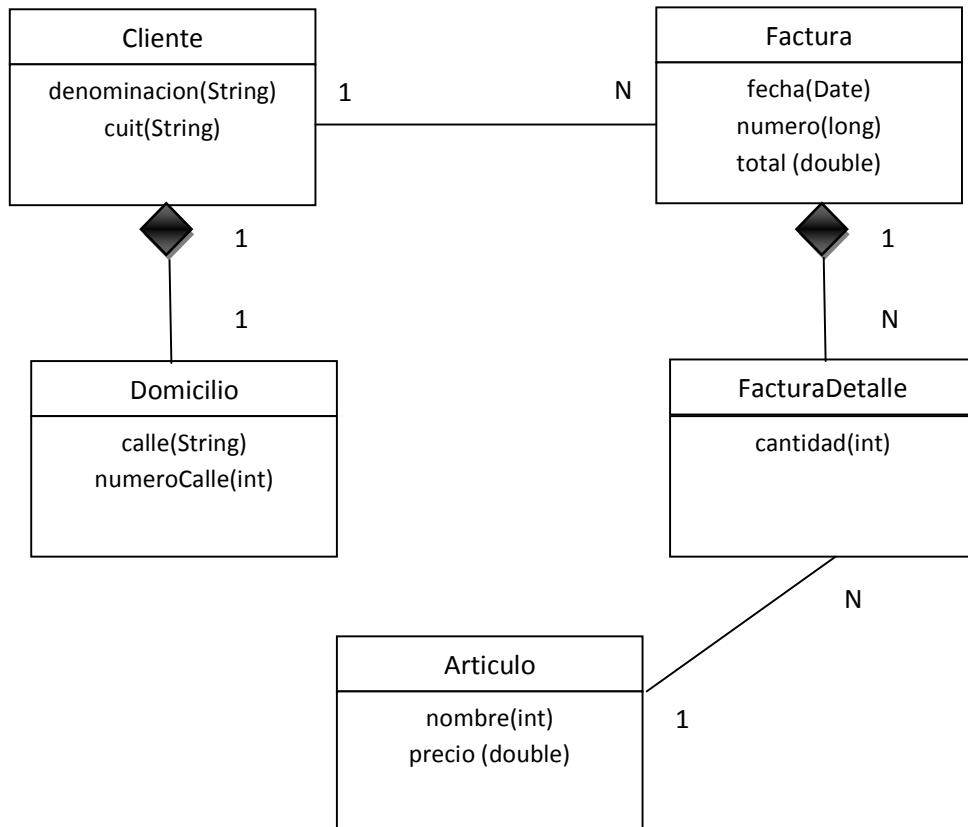 Cliente
denominacion(String)
cuit(String)
1
N
Factura
fecha(Date)
numero(long)
total (double)
1
1
1
N
Domicilio
calle(String)
numeroCalle(int)
FacturaDetalle
cantidad(int)
N
1
Articulo
nombre(int)
precio (double)